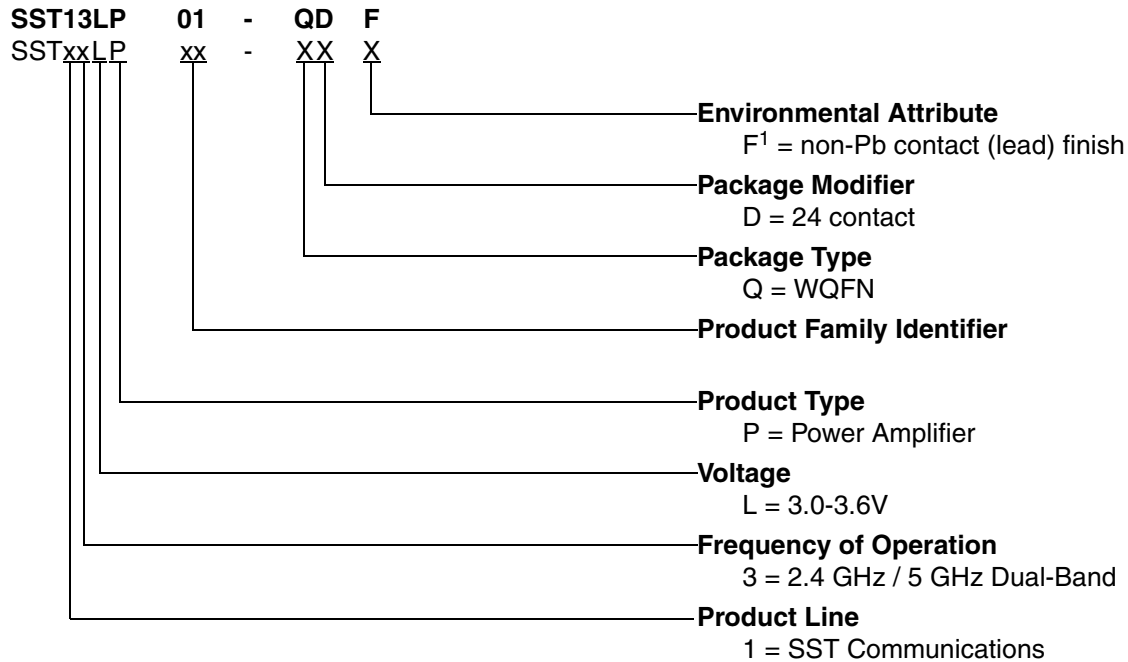 SST13LP 01 - QD F
SSTxxLP xx - XX X
Environmental Attribute
F¹ = non-Pb contact (lead) finish
Package Modifier
D = 24 contact
Package Type
Q = WQFN
Product Family Identifier
Product Type
P = Power Amplifier
Voltage
L = 3.0-3.6V
Frequency of Operation
3 = 2.4 GHz / 5 GHz Dual-Band
Product Line
1 = SST Communications